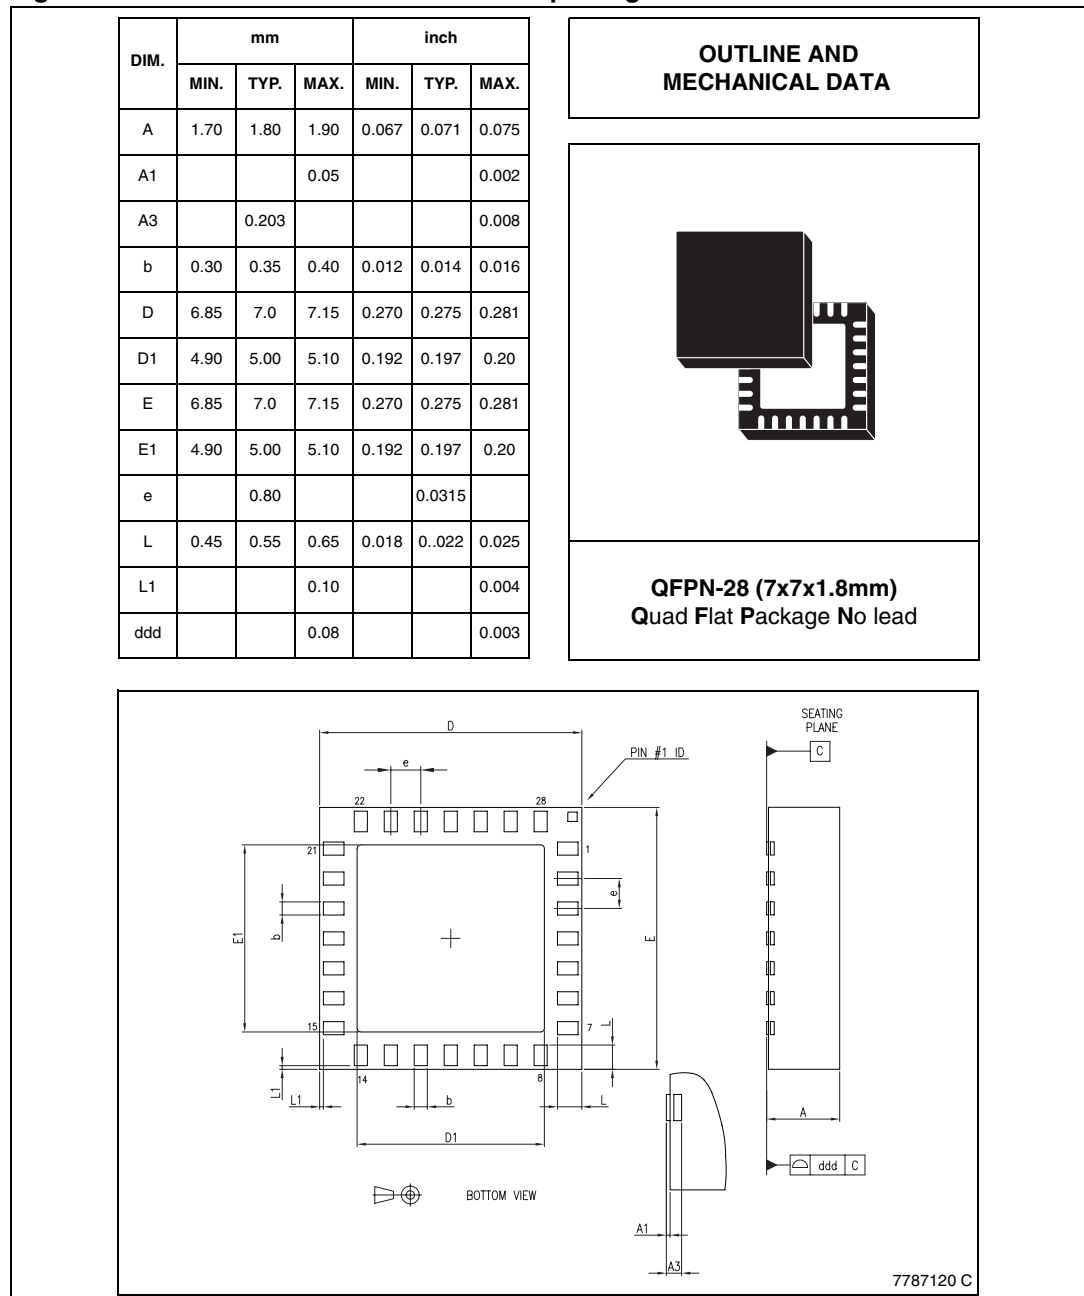 DIM. mm inch
MIN. TYP. MAX. MIN. TYP. MAX.
A 1.70 1.80 1.90 0.067 0.071 0.075
A1 0.05 0.002
A3 0.203 0.008
b 0.30 0.35 0.40 0.012 0.014 0.016
D 6.85 7.0 7.15 0.270 0.275 0.281
D1 4.90 5.00 5.10 0.192 0.197 0.20
E 6.85 7.0 7.15 0.270 0.275 0.281
E1 4.90 5.00 5.10 0.192 0.197 0.20
e 0.80 0.0315
L 0.45 0.55 0.65 0.018 0..022 0.025
L1 0.10 0.004
ddd 0.08 0.003
OUTLINE AND
MECHANICAL DATA
QFPN-28 (7x7x1.8mm)
Quad Flat Package No lead
SEATING
PLANE
C
D
PIN #1 ID
e
22 28
21 1
e
b
E1
E
15 7
L
14 8
L1
L1 b L
D1
A
ddd C
BOTTOM VIEW
A1
A3
7787120 C